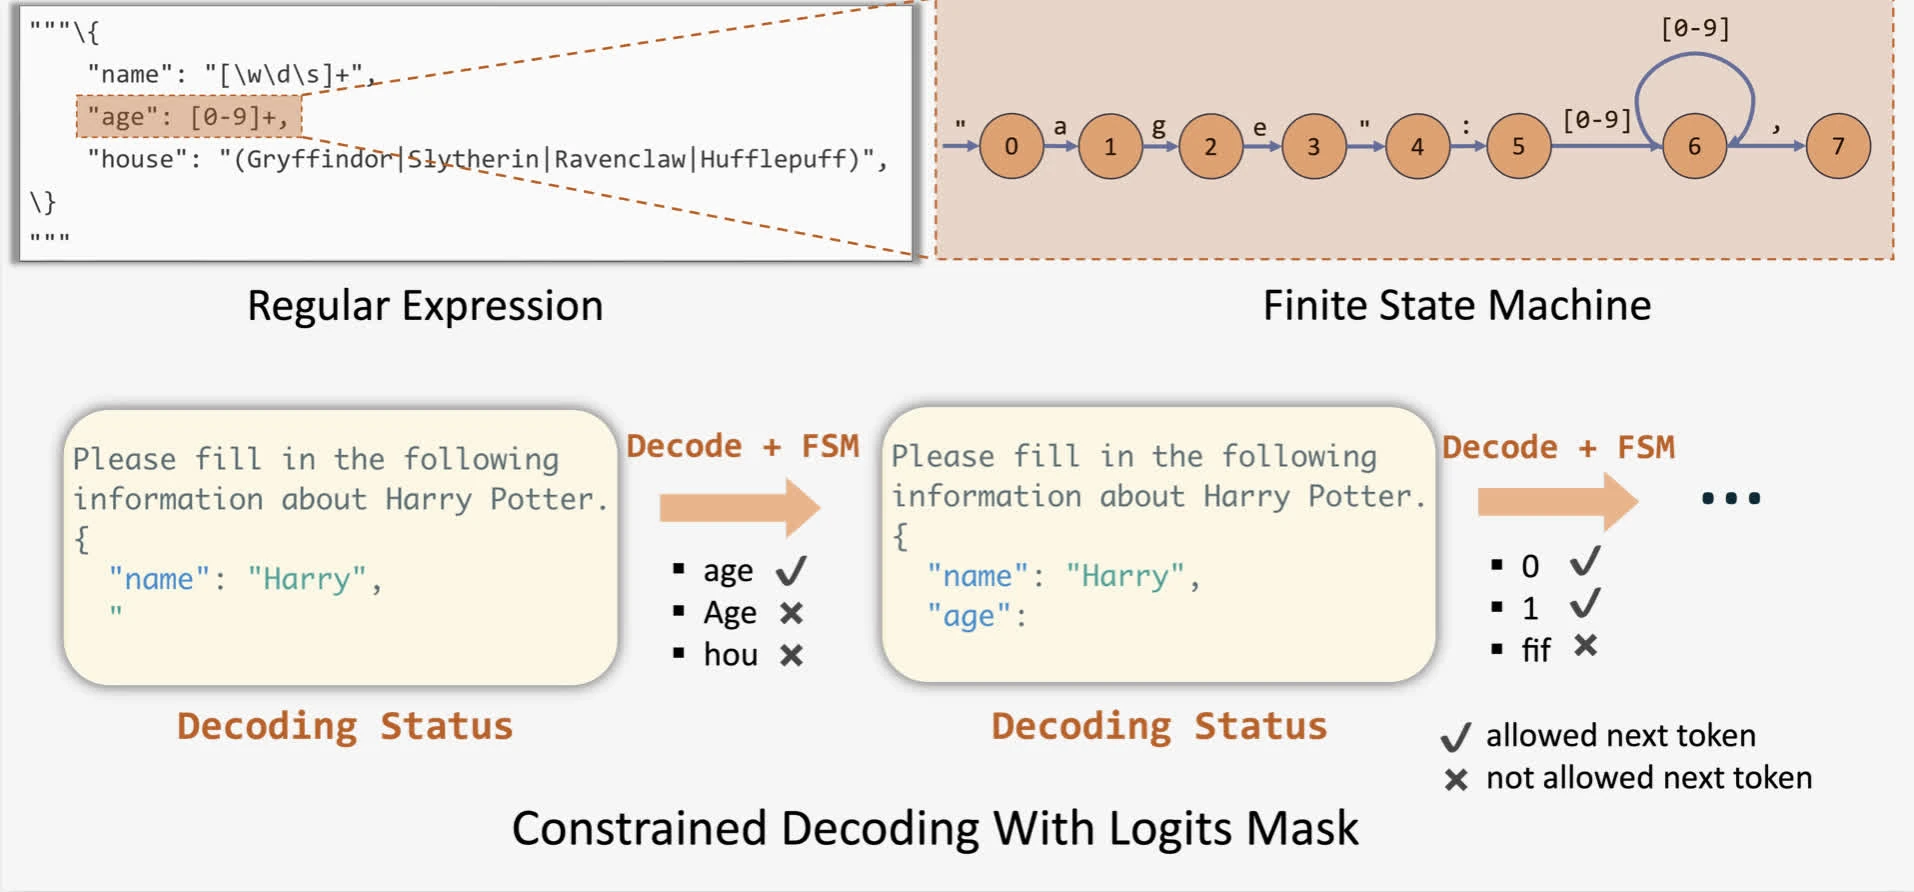 """\{
"name": "[\w\d\s]+",
"age": [0-9]+,
"house": "(Gryffindor|Slytherin|Ravenclaw|Hufflepuff)",
\}
"""
Regular Expression
[0-9]
" 0 a 1 g 2 e 3 " 4 : 5 [0-9] 6 , 7
Finite State Machine
Please fill in the following
information about Harry Potter.
{
"name": "Harry",
"
Decoding Status
Decode + FSM
age ✓
Age ✕
hou ✕
Please fill in the following
information about Harry Potter.
{
"name": "Harry",
"age":
Decoding Status
Decode + FSM
0 ✓
1 ✓
fif ✕
...
✓ allowed next token
✕ not allowed next token
Constrained Decoding With Logits Mask